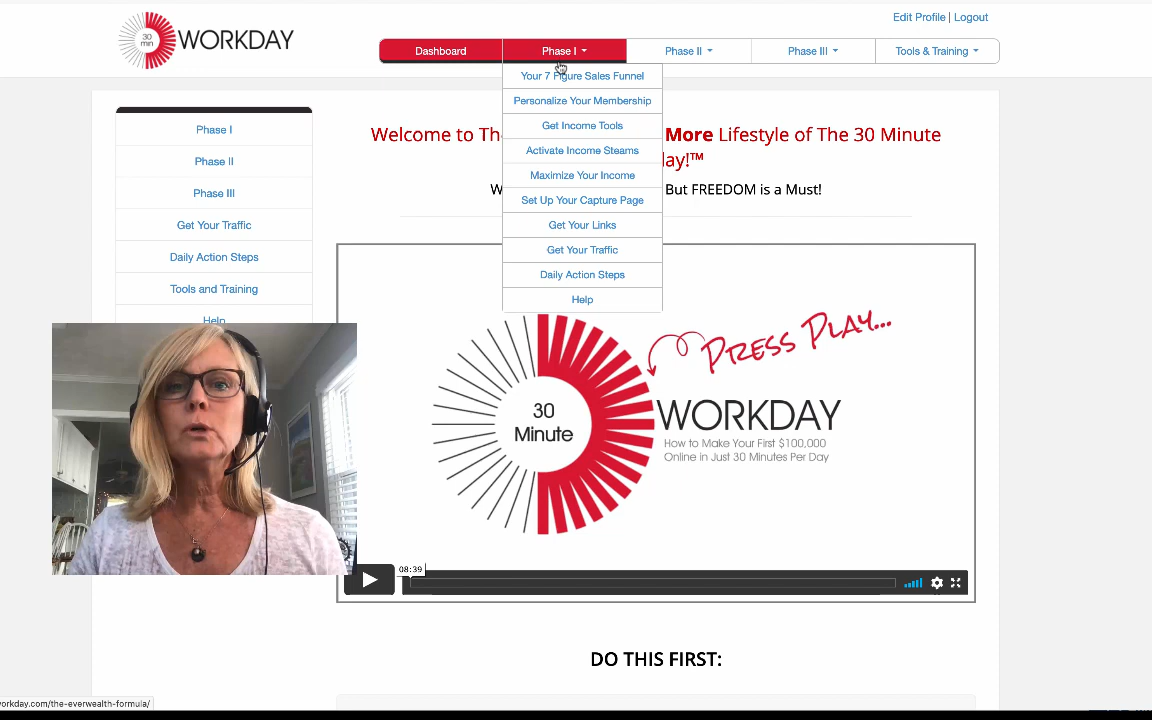 Edit Profile | Logout
30
min
WORKDAY
Dashboard
Phase I
Phase II
Phase III
Tools & Training
Your 7 Figure Sales Funnel
Personalize Your Membership
Get Income Tools
Activate Income Steams
Maximize Your Income
Set Up Your Capture Page
Get Your Links
Get Your Traffic
Daily Action Steps
Help
Phase I
Phase II
Phase III
Get Your Traffic
Daily Action Steps
Tools and Training
Help
Welcome to Th More Lifestyle of The 30 Minute
ay!™
W But FREEDOM is a Must!
PRESS PLAY...
30
Minute
WORKDAY
How to Make Your First $100,000
Online in Just 30 Minutes Per Day
08:39
DO THIS FIRST:
orkday.com/the-everwealth-formula/